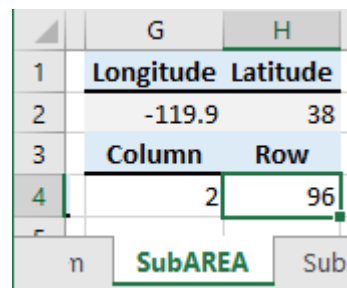 G H
1 Longitude Latitude
2 -119.9 38
3 Column Row
4 2 96
n SubAREA Sub